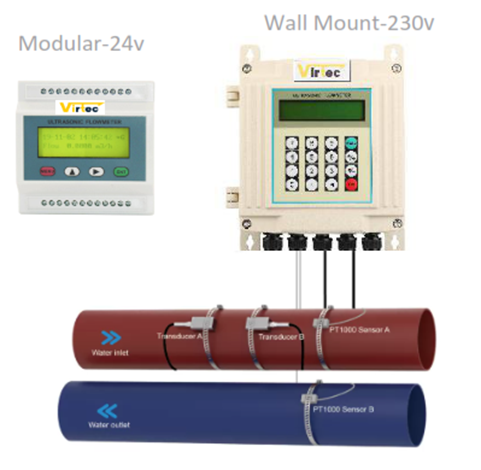 Wall Mount-230v
Modular-24v
VirTec
VirTec
ULTRASONIC FLOWMETER
ULTRASONIC FLOWMETER
Transducer A
Transducer B
PT1000 Sensor A
Water inlet
PT1000 Sensor B
Water outlet